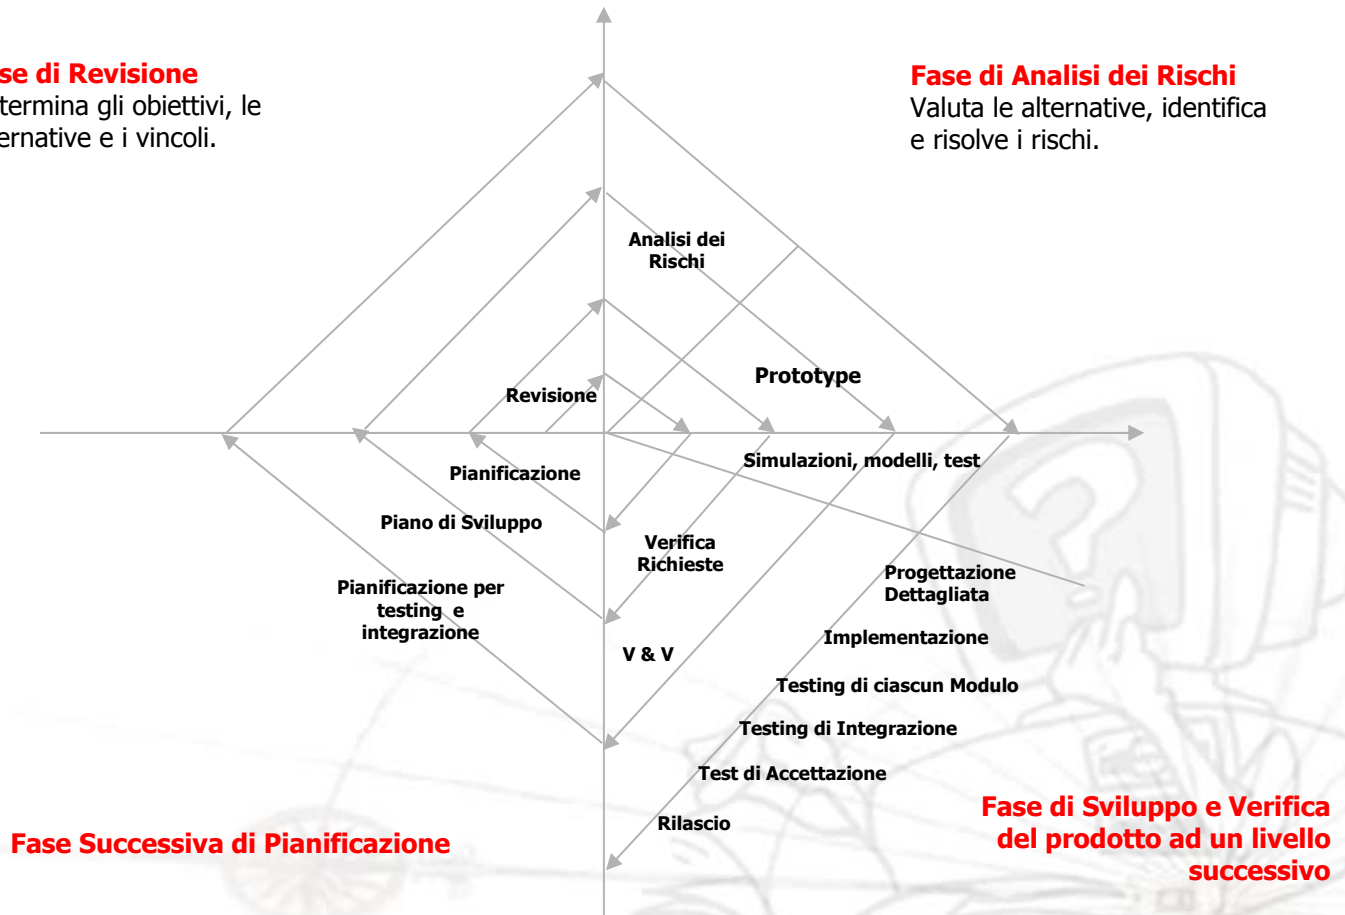 se di Revisione
termina gli obiettivi, le
ernative e i vincoli.
Fase di Analisi dei Rischi
Valuta le alternative, identifica
e risolve i rischi.
Analisi dei
Rischi
Prototype
Revisione
Simulazioni, modelli, test
Pianificazione
Piano di Sviluppo
Verifica
Richieste
Progettazione
Dettagliata
Pianificazione per
testing e
integrazione
Implementazione
V & V
Testing di ciascun Modulo
Testing di Integrazione
Test di Accettazione
Rilascio
Fase di Sviluppo e Verifica
del prodotto ad un livello
successivo
Fase Successiva di Pianificazione